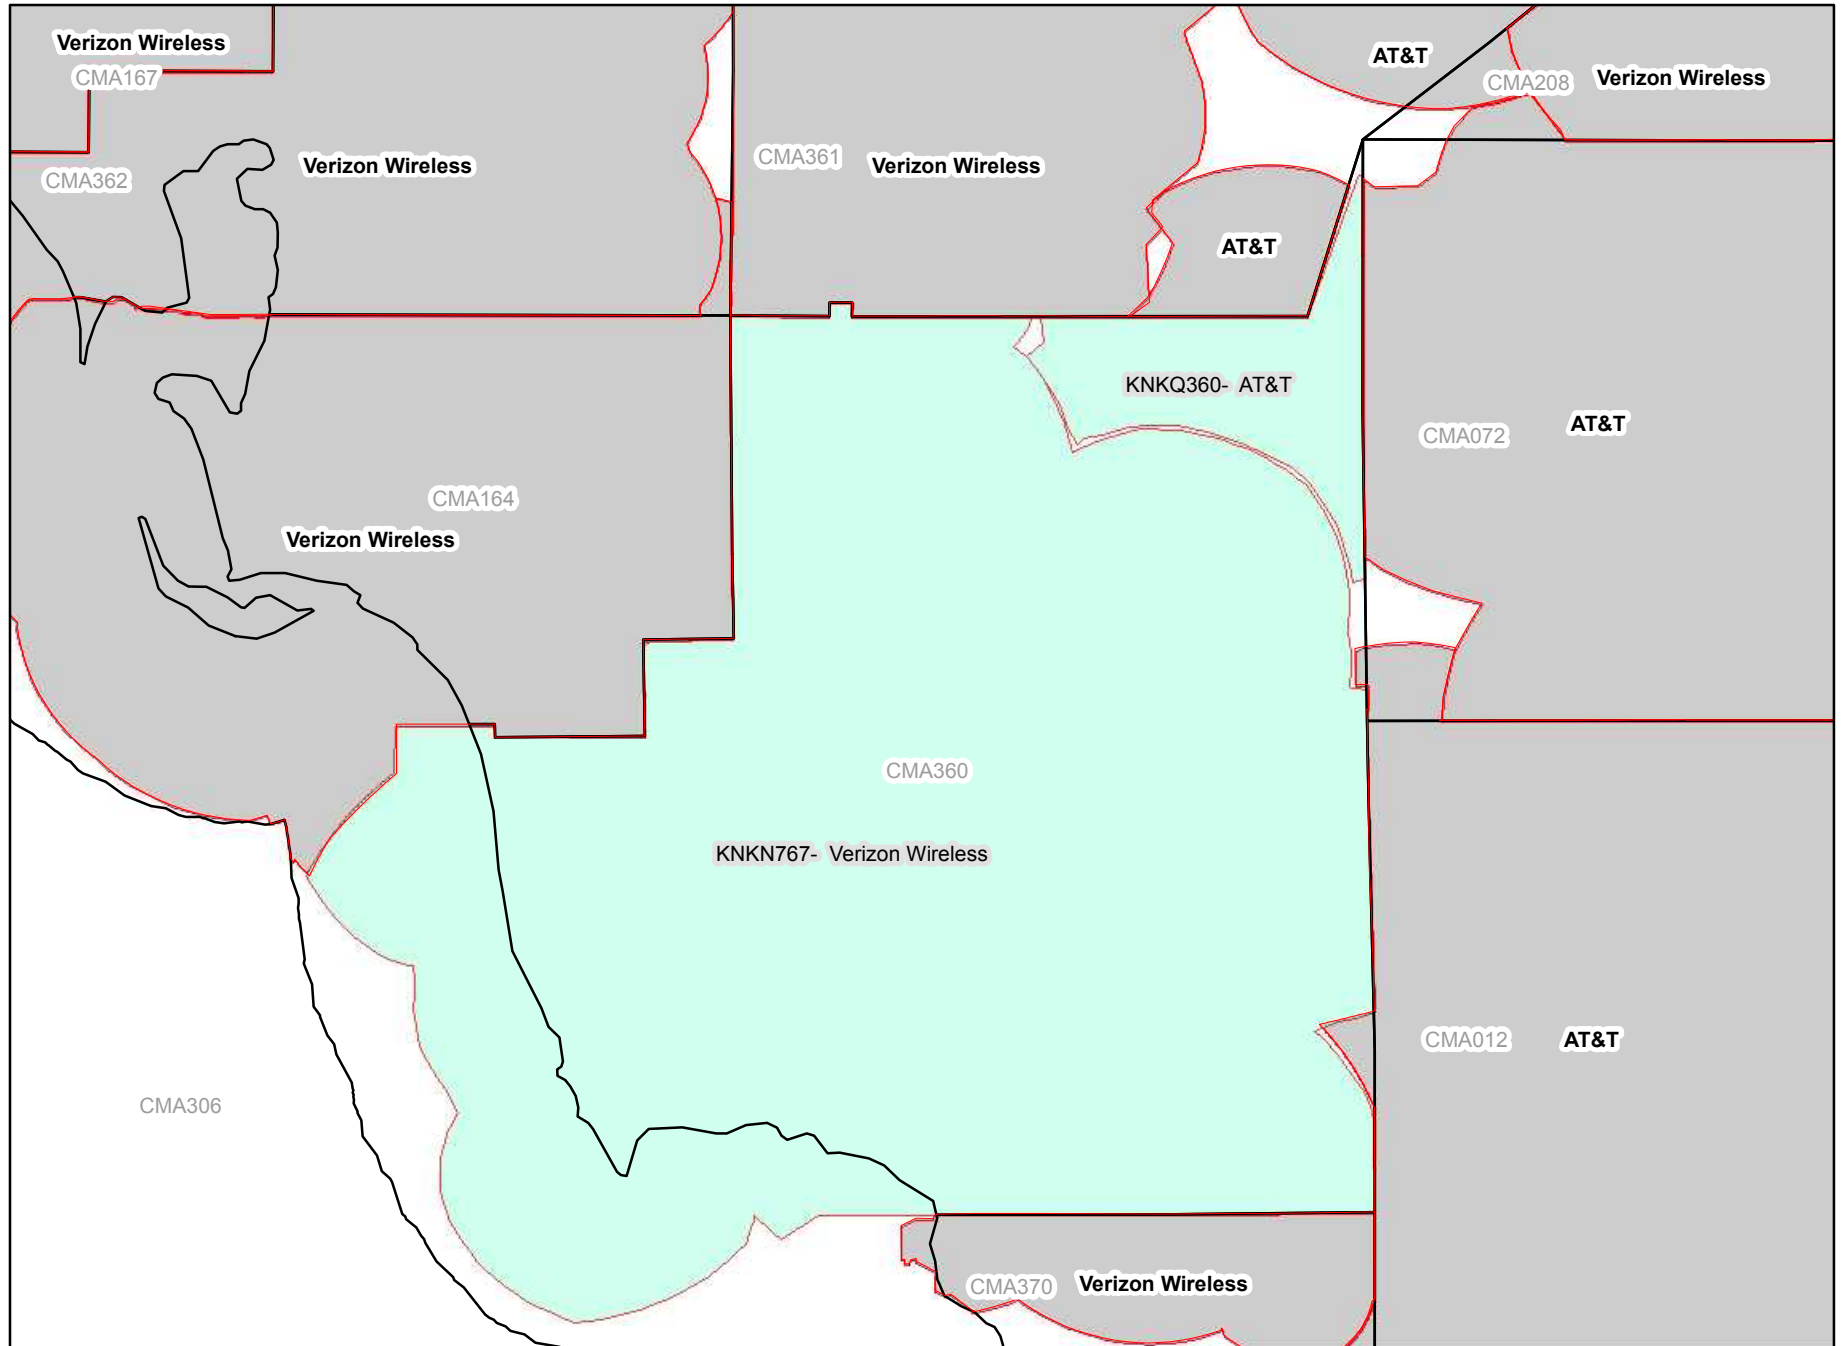 Verizon Wireless
CMA167
AT&T
CMA208
Verizon Wireless
CMA362
Verizon Wireless
CMA361
Verizon Wireless
AT&T
KNKQ360- AT&T
CMA072
AT&T
CMA164
Verizon Wireless
CMA360
KNKN767- Verizon Wireless
CMA012
AT&T
CMA306
CMA370
Verizon Wireless